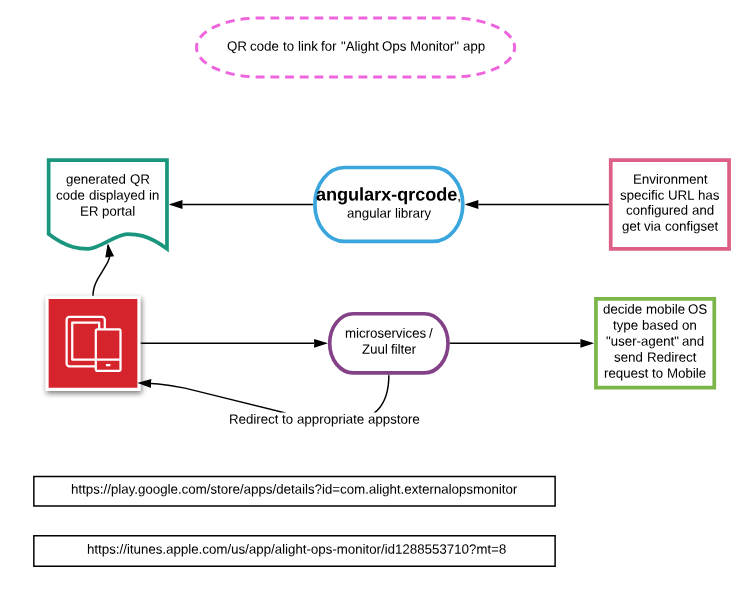 QR code to link for "Alight Ops Monitor" app
generated QR
code displayed in
ER portal
angularx-qrcode,
angular library
Environment
specific URL has
configured and
get via configset
microservices /
Zuul filter
decide mobile OS
type based on
"user-agent" and
send Redirect
request to Mobile
Redirect to appropriate appstore
https://play.google.com/store/apps/details?id=com.alight.externalopsmonitor
https://itunes.apple.com/us/app/alight-ops-monitor/id1288553710?mt=8